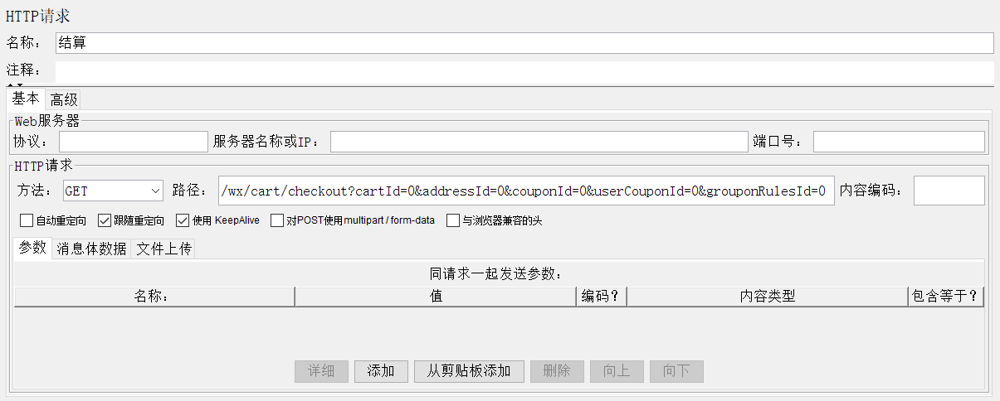 HTTP请求
名称： 结算
注释：
基本 高级
Web服务器
协议： 服务器名称或IP： 端口号：
HTTP请求
方法： GET 路径： /wx/cart/checkout?cartId=0&addressId=0&couponId=0&userCouponId=0&grouponRulesId=0 内容编码：
自动重定向 跟随重定向 使用 KeepAlive 对POST使用multipart / form-data 与浏览器兼容的头
参数 消息体数据 文件上传
同请求一起发送参数：
名称： 值 编码？ 内容类型 包含等于？
详细 添加 从剪贴板添加 删除 向上 向下